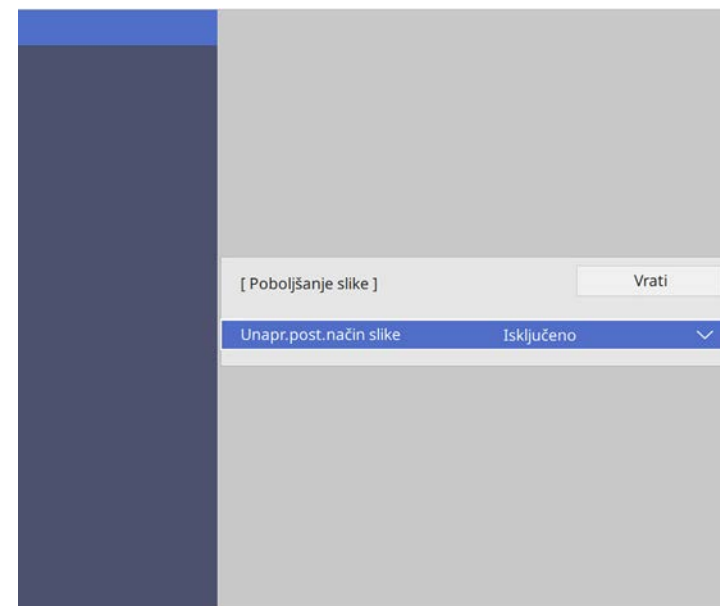 [ Poboljšanje slike ]
Vrati
Unapr.post.način slike
Isključeno